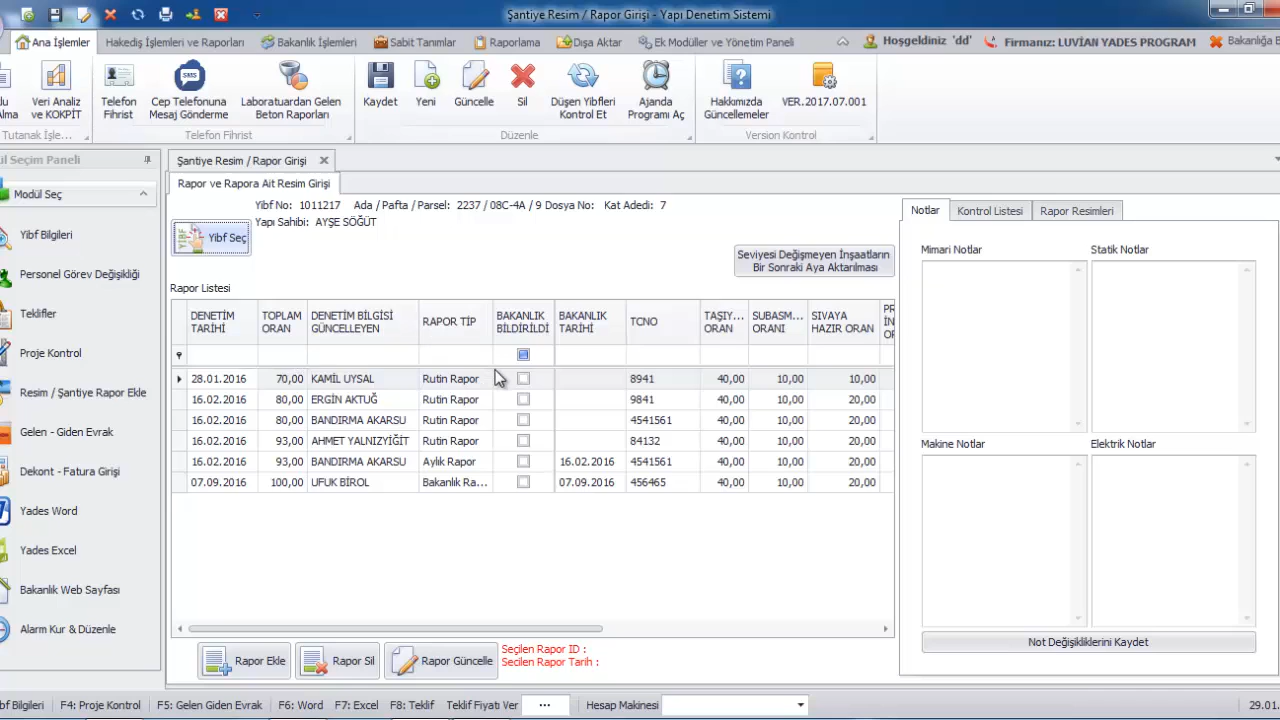 Şantiye Resim / Rapor Girişi - Yapı Denetim Sistemi
Ana İşlemler
Hakediş İşlemleri ve Raporları
Bakanlık İşlemleri
Sabit Tanımlar
Raporlama
Dışa Aktar
Ek Modüller ve Yönetim Paneli
Hoşgeldiniz 'dd'
Firmanız: LUVİAN YADES PROGRAM
Bakanlığa B
Veri Analiz
ve KOKPİT
Telefon
Fihrist
Cep Telefonuna
Mesaj Gönderme
Laboratuardan Gelen
Beton Raporları
Kaydet
Yeni
Güncelle
Sil
Düşen Yibfleri
Kontrol Et
Ajanda
Programı Aç
Hakkımızda
Güncellemeler
VER.2017.07.001
Tutanak İşle...
Telefon Fihrist
Düzenle
Version Kontrol
Seçim Paneli
Şantiye Resim / Rapor Girişi
Modül Seç
Rapor ve Rapora Ait Resim Girişi
Yibf Bilgileri
Personel Görev Değişikliği
Teklifler
Proje Kontrol
Resim / Şantiye Rapor Ekle
Gelen - Giden Evrak
Dekont - Fatura Girişi
Yades Word
Yades Excel
Bakanlık Web Sayfası
Alarm Kur & Düzenle
Yibf No: 1011217 Ada / Pafta / Parsel: 2237 / 08C-4A / 9 Dosya No: Kat Adedi: 7
Yapı Sahibi: AYŞE SÖĞÜT
Yibf Seç
Seviyesi Değişmeyen İnşaatların
Bir Sonraki Aya Aktarılması
Rapor Listesi
DENETİM TARİHİ TOPLAM ORAN DENETİM BİLGİSİ GÜNCELLEYEN RAPOR TİP BAKANLIK BİLDİRİLDİ BAKANLIK TARİHİ TCNO TAŞIY... ORAN SUBASM... ORANI SIVAYA HAZIR ORAN
28.01.2016 70,00 KAMİL UYSAL Rutin Rapor 8941 40,00 10,00 10,00
16.02.2016 80,00 ERGİN AKTUĞ Rutin Rapor 9841 40,00 10,00 20,00
16.02.2016 80,00 BANDIRMA AKARSU Rutin Rapor 4541561 40,00 10,00 20,00
16.02.2016 93,00 AHMET YALNIZYİĞİT Rutin Rapor 84132 40,00 10,00 20,00
16.02.2016 93,00 BANDIRMA AKARSU Aylık Rapor 16.02.2016 4541561 40,00 10,00 20,00
07.09.2016 100,00 UFUK BİROL Bakanlık Ra... 07.09.2016 456465 40,00 10,00 20,00
Rapor Ekle
Rapor Sil
Rapor Güncelle
Seçilen Rapor ID :
Secilen Rapor Tarih :
Notlar
Kontrol Listesi
Rapor Resimleri
Mimari Notlar
Statik Notlar
Makine Notlar
Elektrik Notlar
Not Değişikliklerini Kaydet
bf Bilgileri
F4: Proje Kontrol
F5: Gelen Giden Evrak
F6: Word
F7: Excel
F8: Teklif
Teklif Fiyatı Ver
...
Hesap Makinesi
29.01.